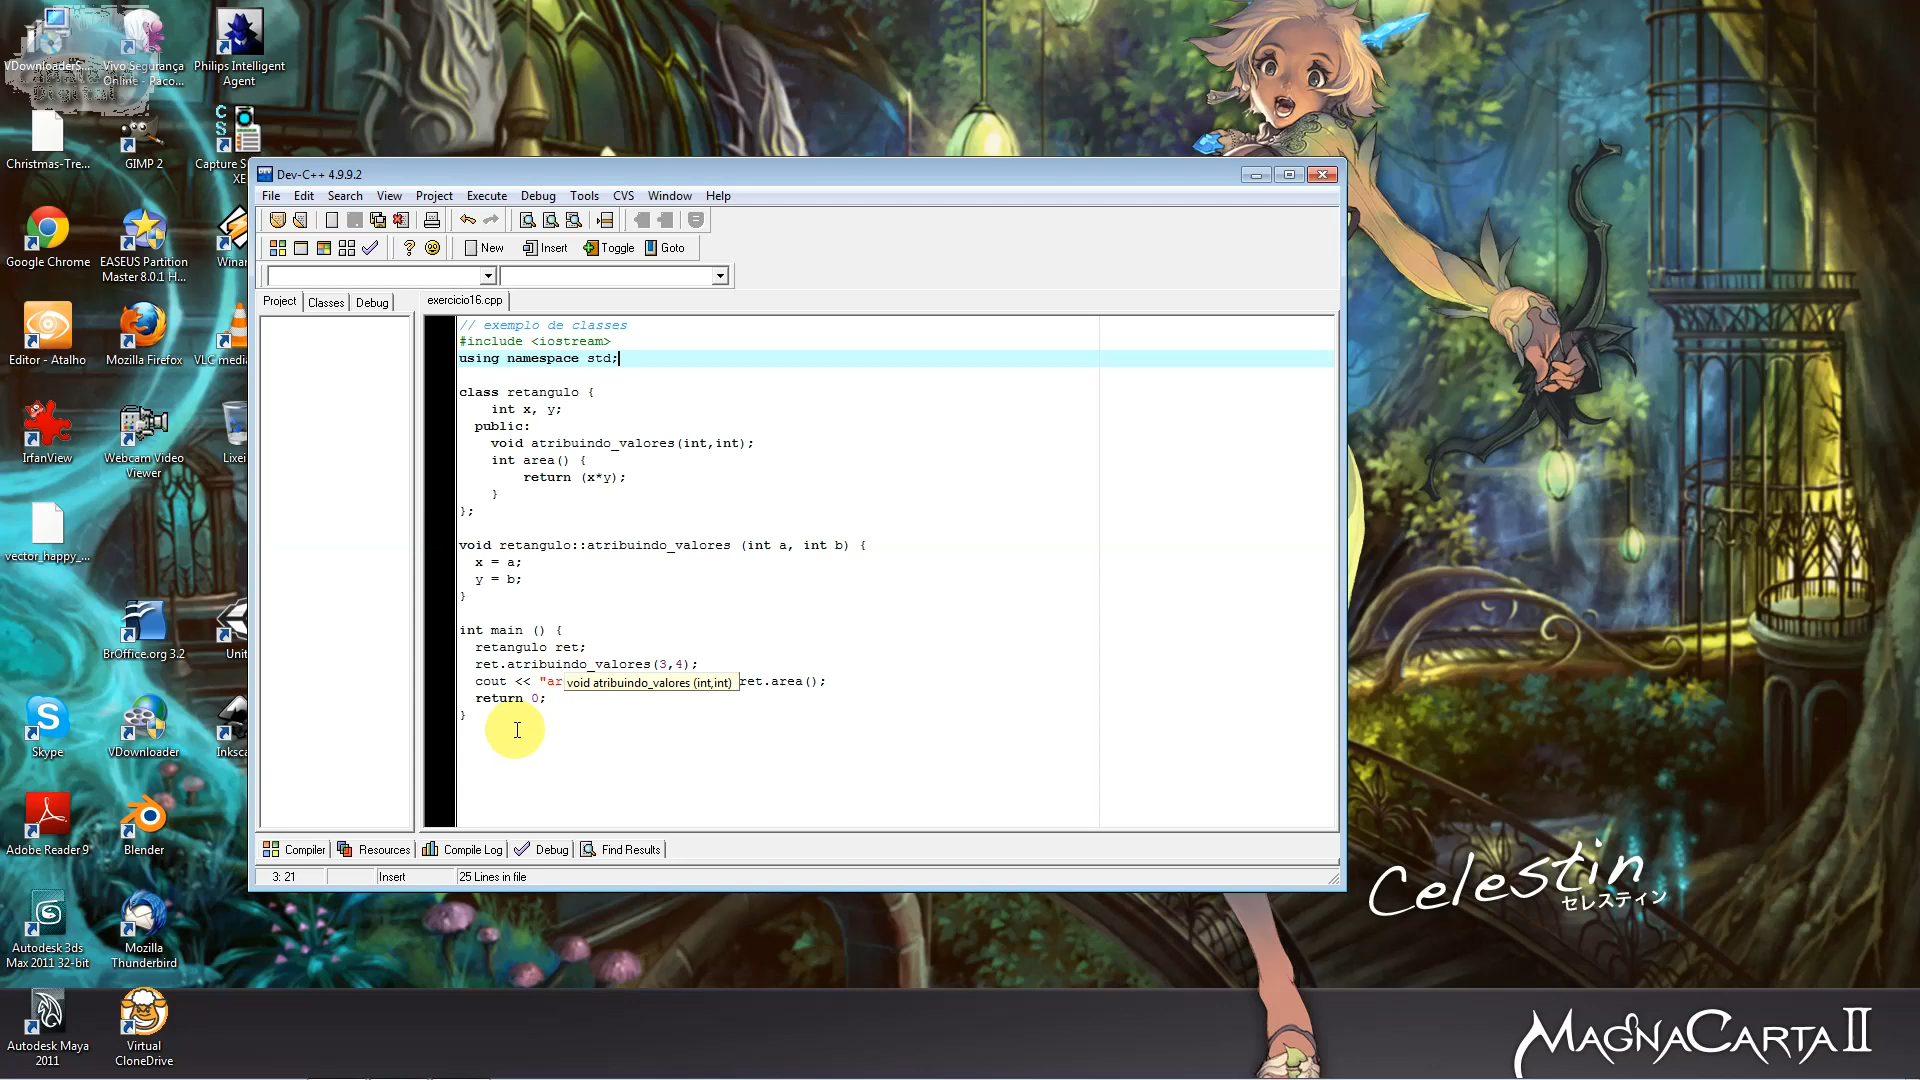 VDownloaderS...
Vivo Segurança
Online - Paco...
Philips Intelligent
Agent
Christmas-Tre...
GIMP 2
Capture S
XE
Google Chrome
EASEUS Partition
Master 8.0.1 H...
Winar
Editor - Atalho
Mozilla Firefox
VLC media
IrfanView
Webcam Video
Viewer
Lixei
vector_happy_...
BrOffice.org 3.2
Unit
Skype
VDownloader
Inksc
Adobe Reader 9
Blender
Autodesk 3ds
Max 2011 32-bit
Mozilla
Thunderbird
Autodesk Maya
2011
Virtual
CloneDrive
Dev-C++ 4.9.9.2
File Edit Search View Project Execute Debug Tools CVS Window Help
New Insert Toggle Goto
Project Classes Debug
exercicio16.cpp
// exemplo de classes
#include <iostream>
using namespace std;
class retangulo {
int x, y;
public:
void atribuindo_valores(int,int);
int area() {
return (x*y);
}
};
void retangulo::atribuindo_valores (int a, int b) {
x = a;
y = b;
}
int main () {
retangulo ret;
ret.atribuindo_valores(3,4);
cout << "ar void atribuindo_valores (int,int) ret.area();
return 0;
}
Compiler Resources Compile Log Debug Find Results
3: 21 Insert 25 Lines in file
Celestin
セレスティン
MAGNACARTA II